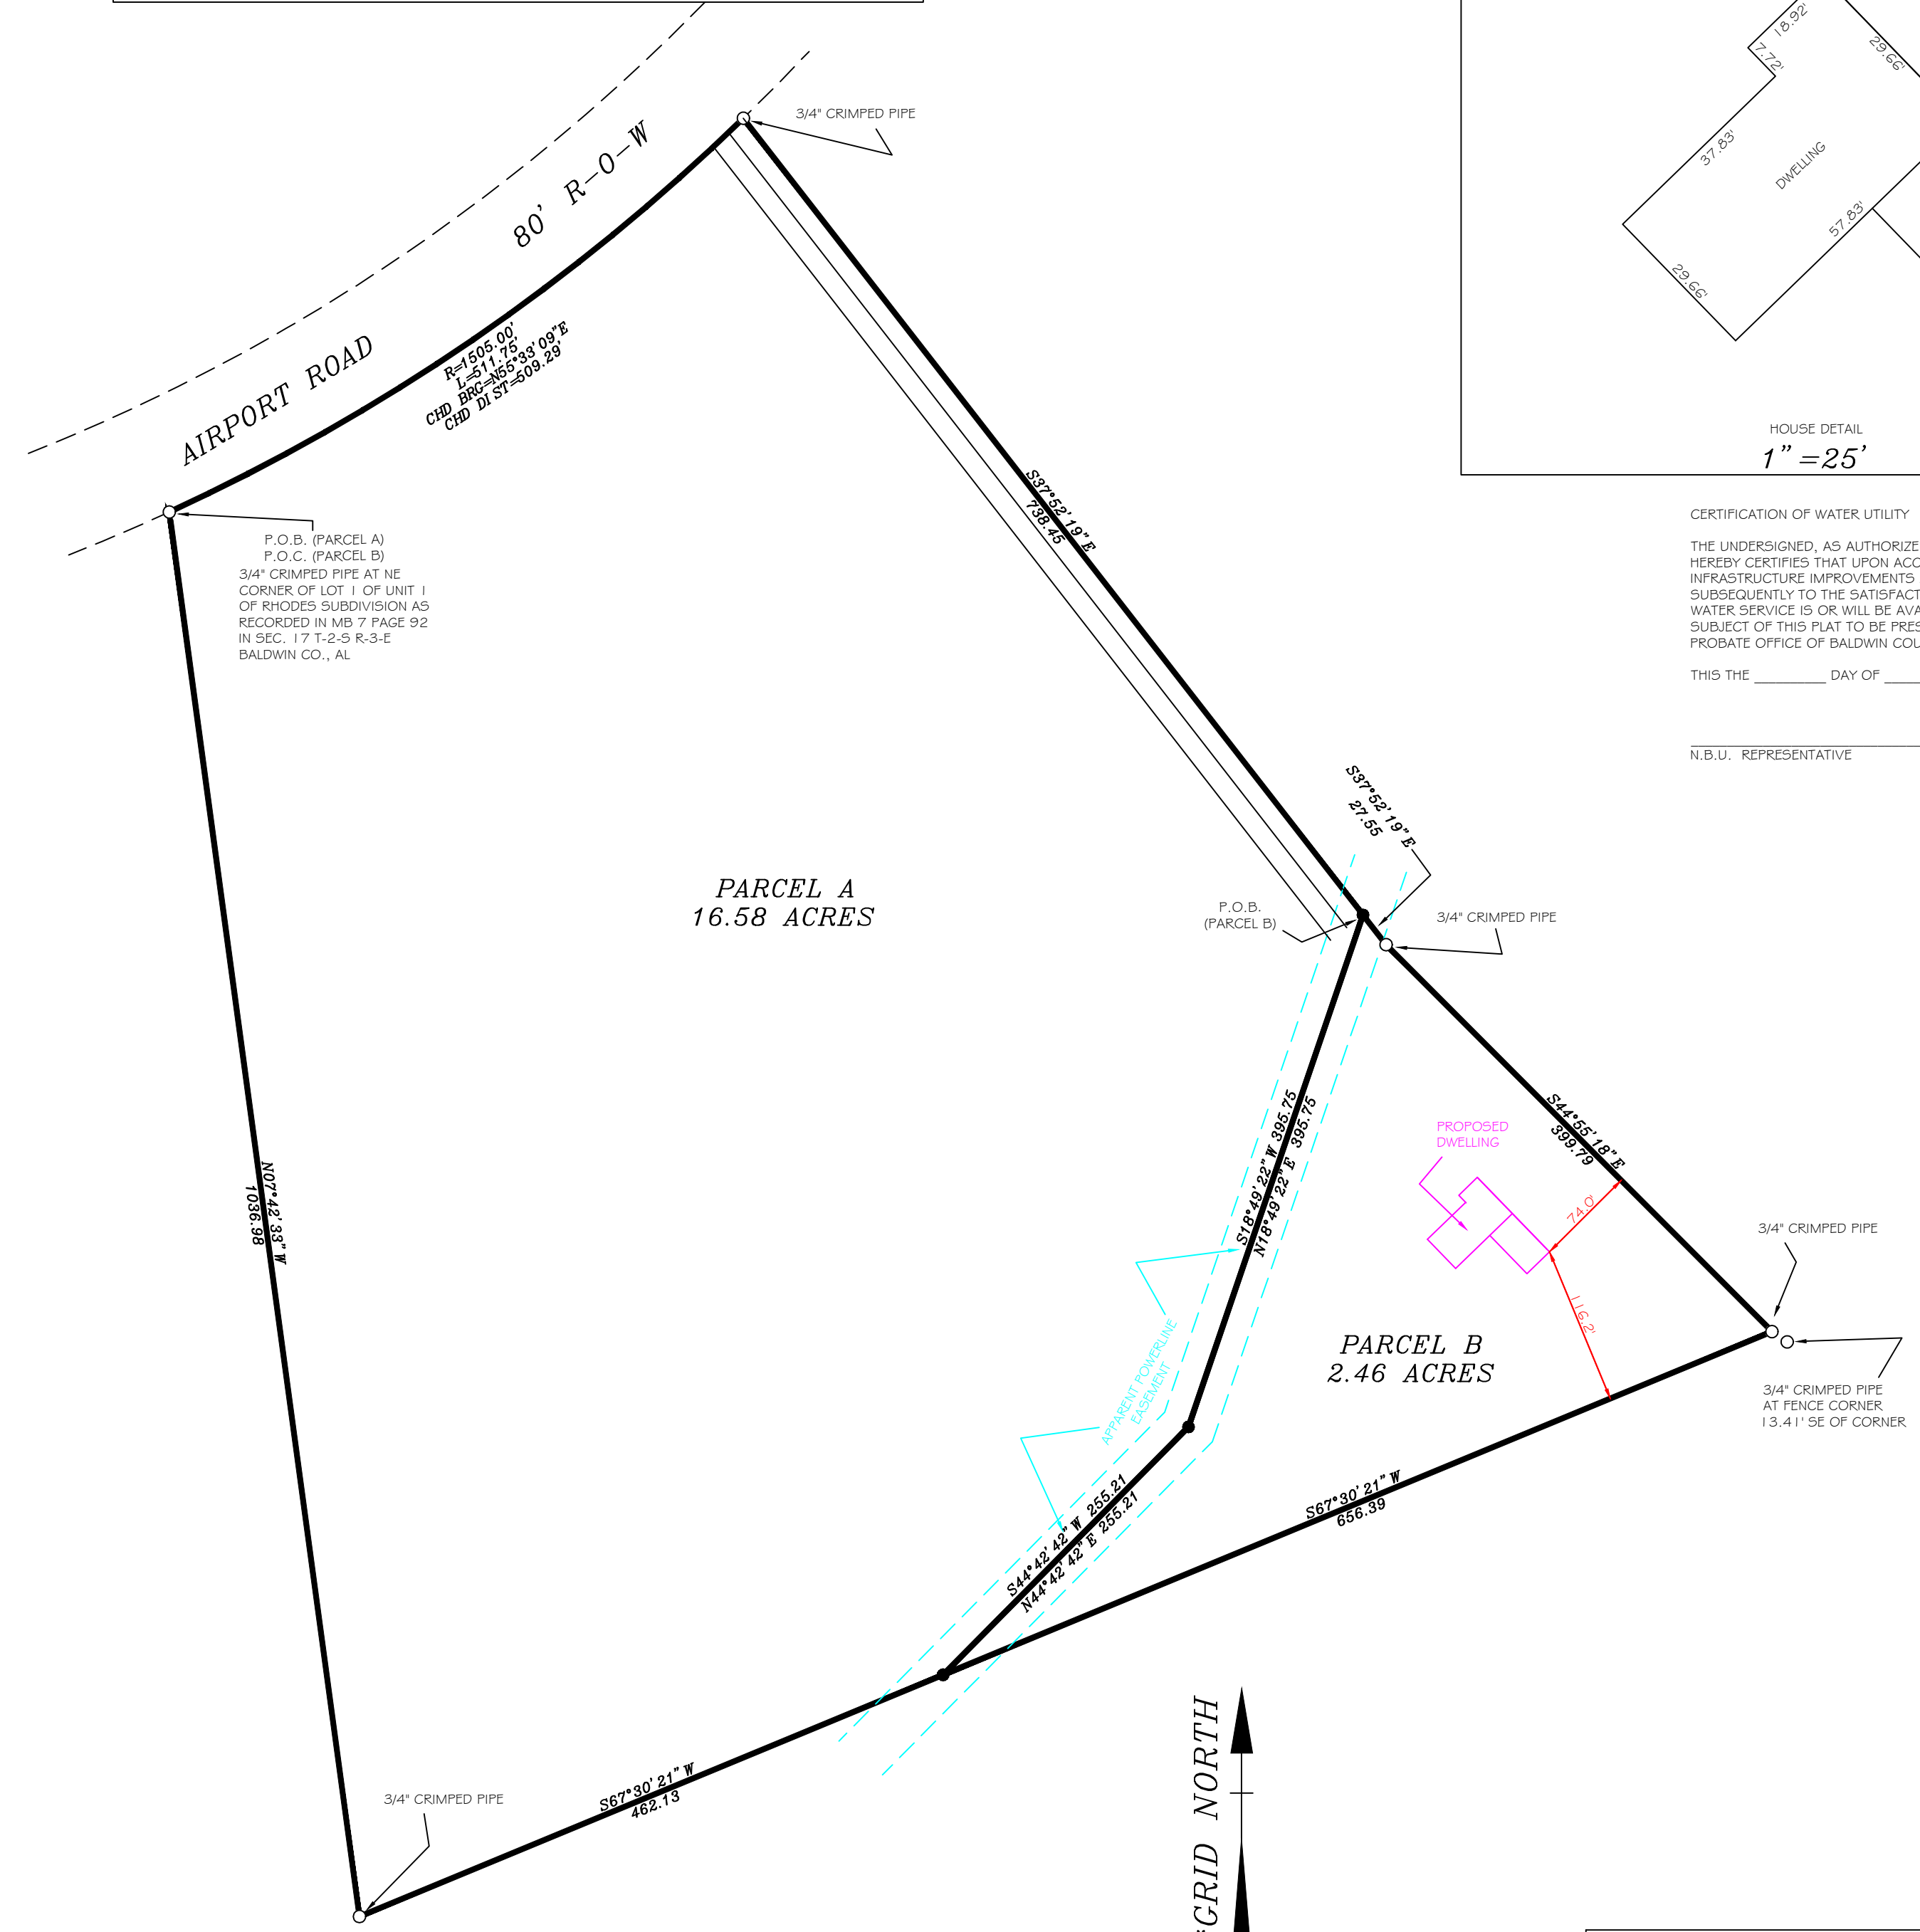 18.92'
7.72'
29.66'
37.83'
DWELLING
57.83'
29.66'
HOUSE DETAIL
1"=25'
3/4" CRIMPED PIPE
80' R-O-W
AIRPORT ROAD
R=1505.00'
L=511.75'
CHD BRG=N55°33'09"E
CHD DIST=509.29'
P.O.B. (PARCEL A)
P.O.C. (PARCEL B)
3/4" CRIMPED PIPE AT NE
CORNER OF LOT 1 OF UNIT 1
OF RHODES SUBDIVISION AS
RECORDED IN MB 7 PAGE 92
IN SEC. 17 T-2-S R-3-E
BALDWIN CO., AL
S37°52'19"E
738.45
CERTIFICATION OF WATER UTILITY
THE UNDERSIGNED, AS AUTHORIZE
HEREBY CERTIFIES THAT UPON ACC
INFRASTRUCTURE IMPROVEMENTS
SUBSEQUENTLY TO THE SATISFACT
WATER SERVICE IS OR WILL BE AVA
SUBJECT OF THIS PLAT TO BE PRES
PROBATE OFFICE OF BALDWIN COU
THIS THE __________ DAY OF _____
N.B.U. REPRESENTATIVE
S37°52'19"E
27.55
PARCEL A
16.58 ACRES
P.O.B.
(PARCEL B)
3/4" CRIMPED PIPE
S44°55'18"E
399.79
PROPOSED
DWELLING
74.0'
116.2'
S18°49'22"W 395.75
N18°49'22"E 395.75
N07°42'33"W
1036.98
3/4" CRIMPED PIPE
PARCEL B
2.46 ACRES
3/4" CRIMPED PIPE
AT FENCE CORNER
13.41' SE OF CORNER
APPARENT POWERLINE
EASEMENT
S44°42'42"W 255.21
N44°42'42"E 255.21
S67°30'21"W
656.39
S67°30'21"W
462.13
3/4" CRIMPED PIPE
GRID NORTH